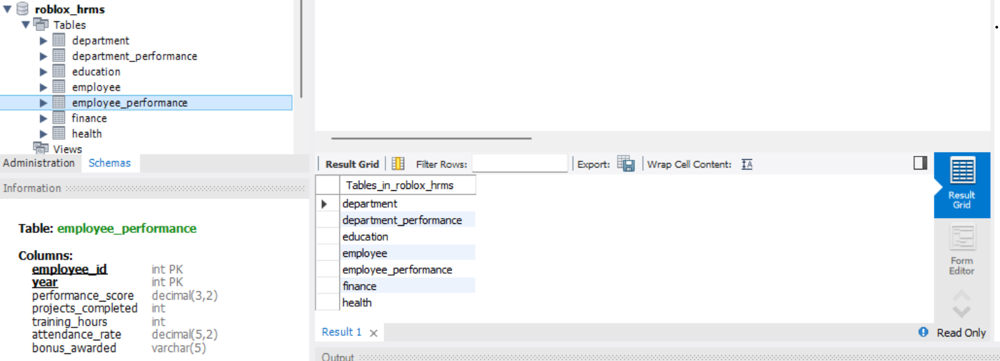 roblox_hrms
Tables
department
department_performance
education
employee
employee_performance
finance
health
Views
Administration Schemas
Information
Table: employee_performance
Columns:
employee_id int PK
year int PK
performance_score decimal(3,2)
projects_completed int
training_hours int
attendance_rate decimal(5,2)
bonus_awarded varchar(5)
.
Result Grid Filter Rows: Export: Wrap Cell Content: IA
Tables_in_roblox_hrms
department
department_performance
education
employee
employee_performance
finance
health
Result
Grid
Form
Editor
Result 1 ×
Read Only
Output